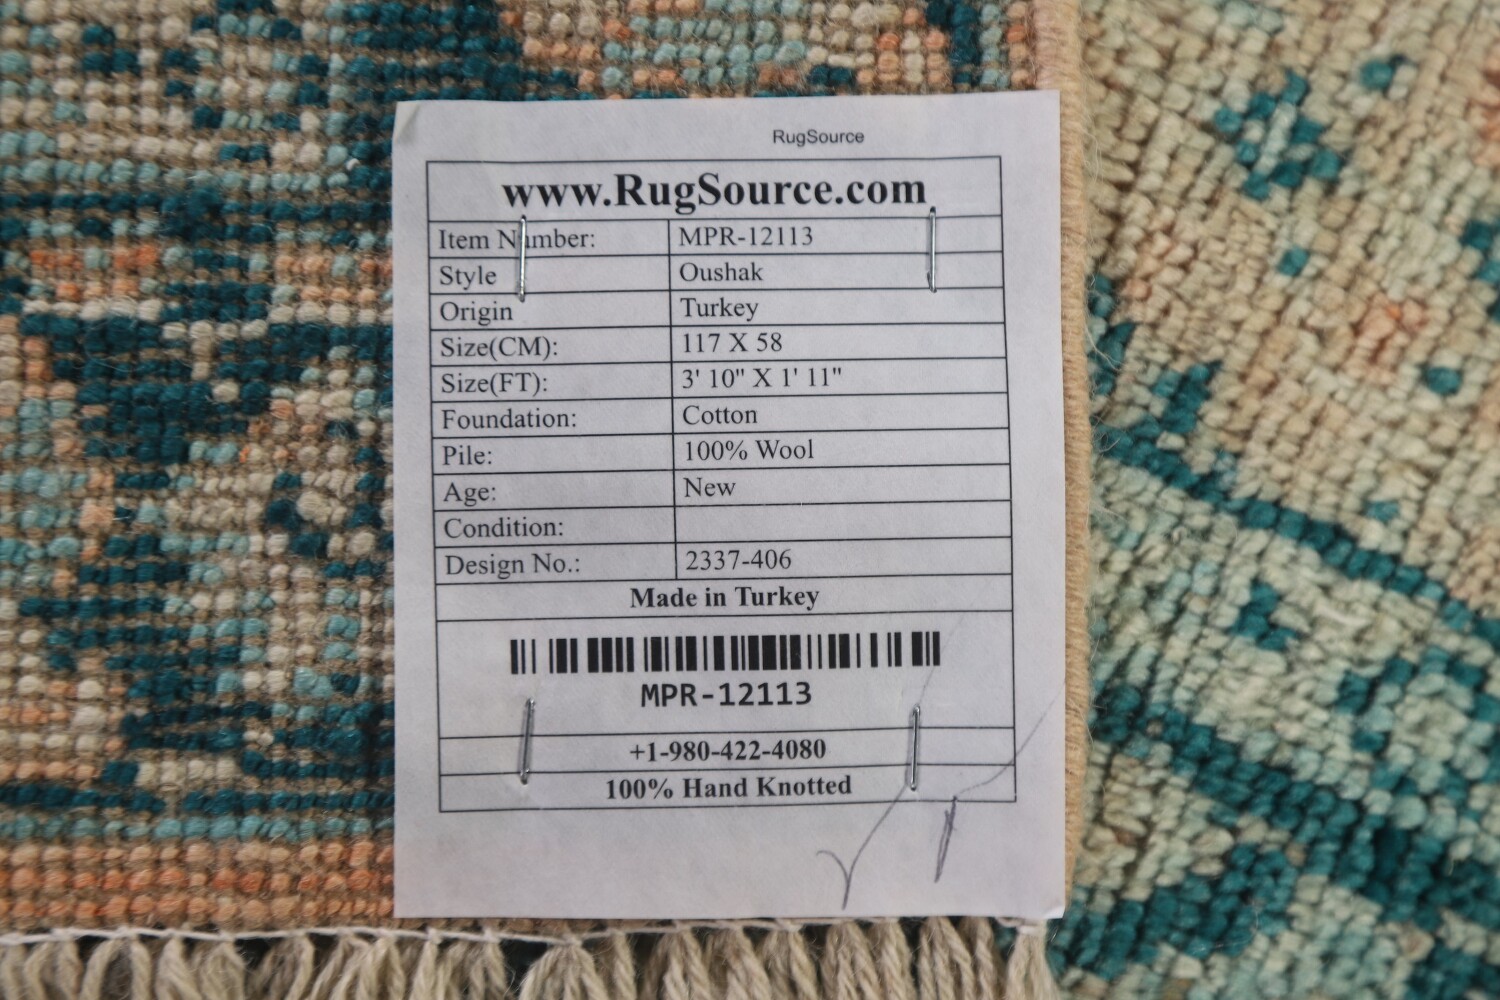 RugSource
www.RugSource.com
Item Number: MPR-12113
Style Oushak
Origin Turkey
Size(CM): 117 X 58
Size(FT): 3' 10" X 1' 11"
Foundation: Cotton
Pile: 100% Wool
Age: New
Condition:
Design No.: 2337-406
Made in Turkey
MPR-12113
+1-980-422-4080
100% Hand Knotted